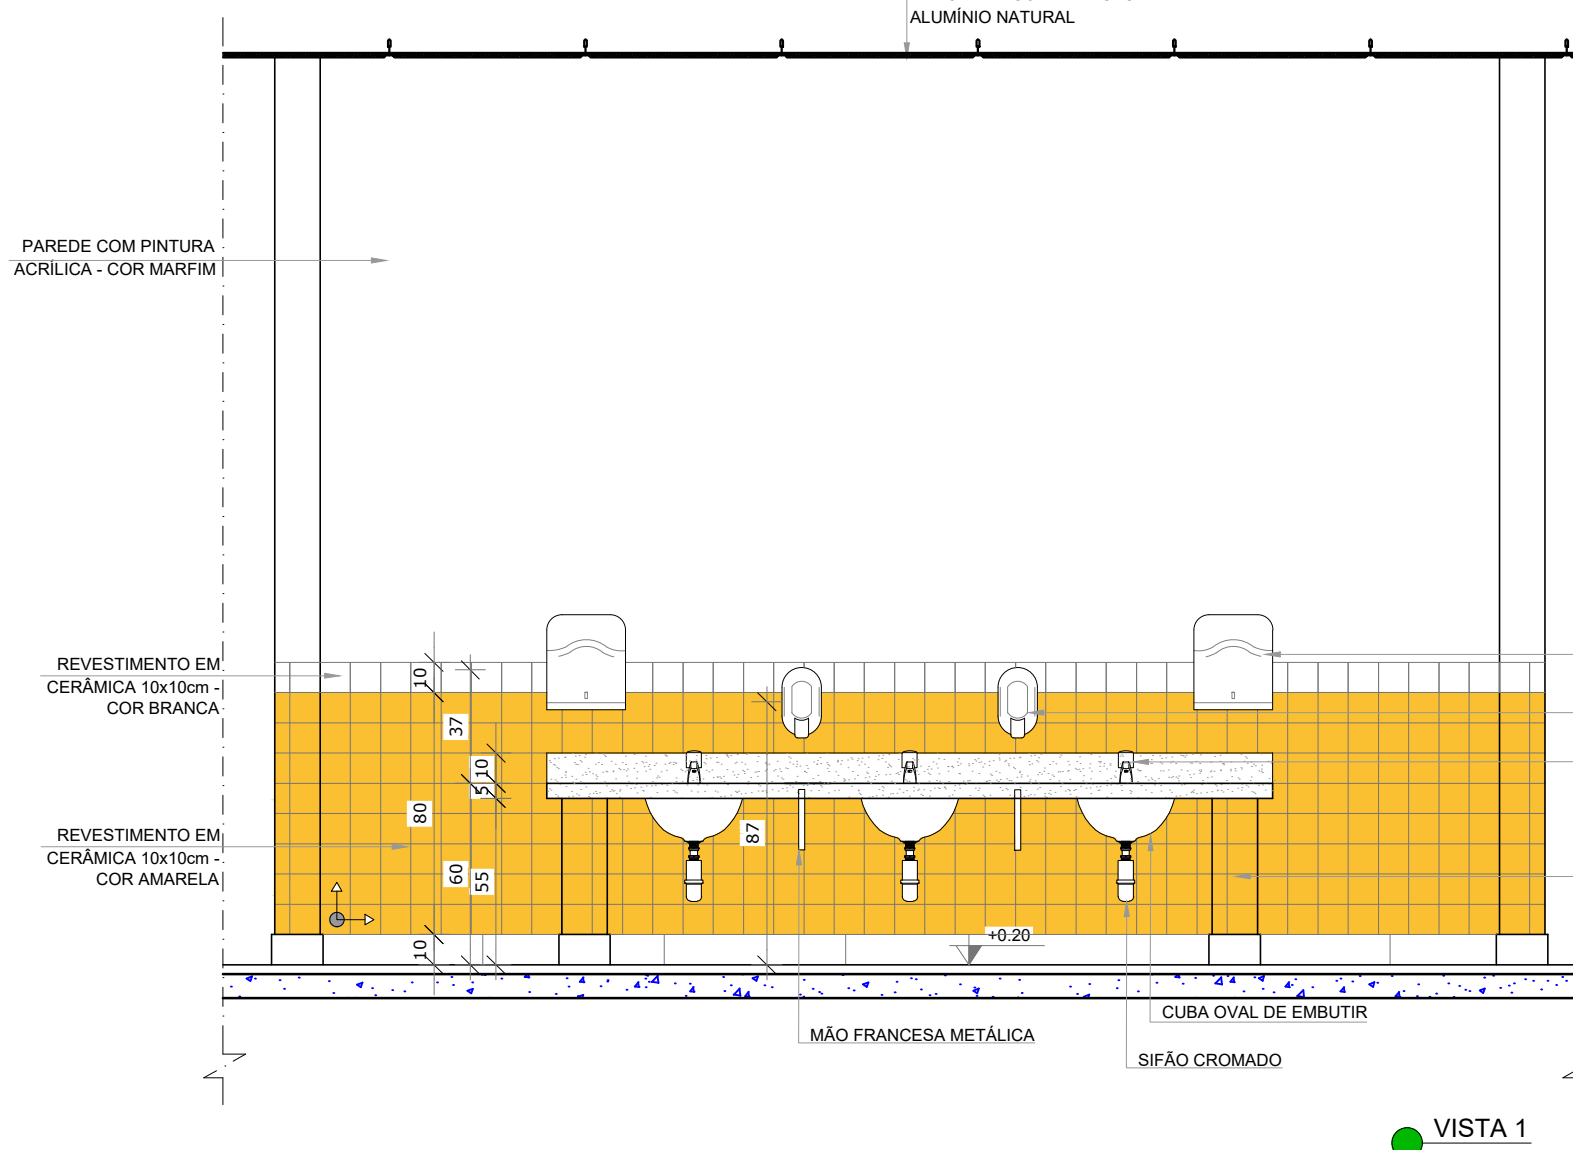 ALUMÍNIO NATURAL
PAREDE COM PINTURA
ACRÍLICA - COR MARFIM
REVESTIMENTO EM
CERÂMICA 10x10cm -
COR BRANCA
10
37
10
5
80
87
REVESTIMENTO EM
CERÂMICA 10x10cm -
COR AMARELA
60
55
10
+0.20
CUBA OVAL DE EMBUTIR
MÃO FRANCESA METÁLICA
SIFÃO CROMADO
VISTA 1